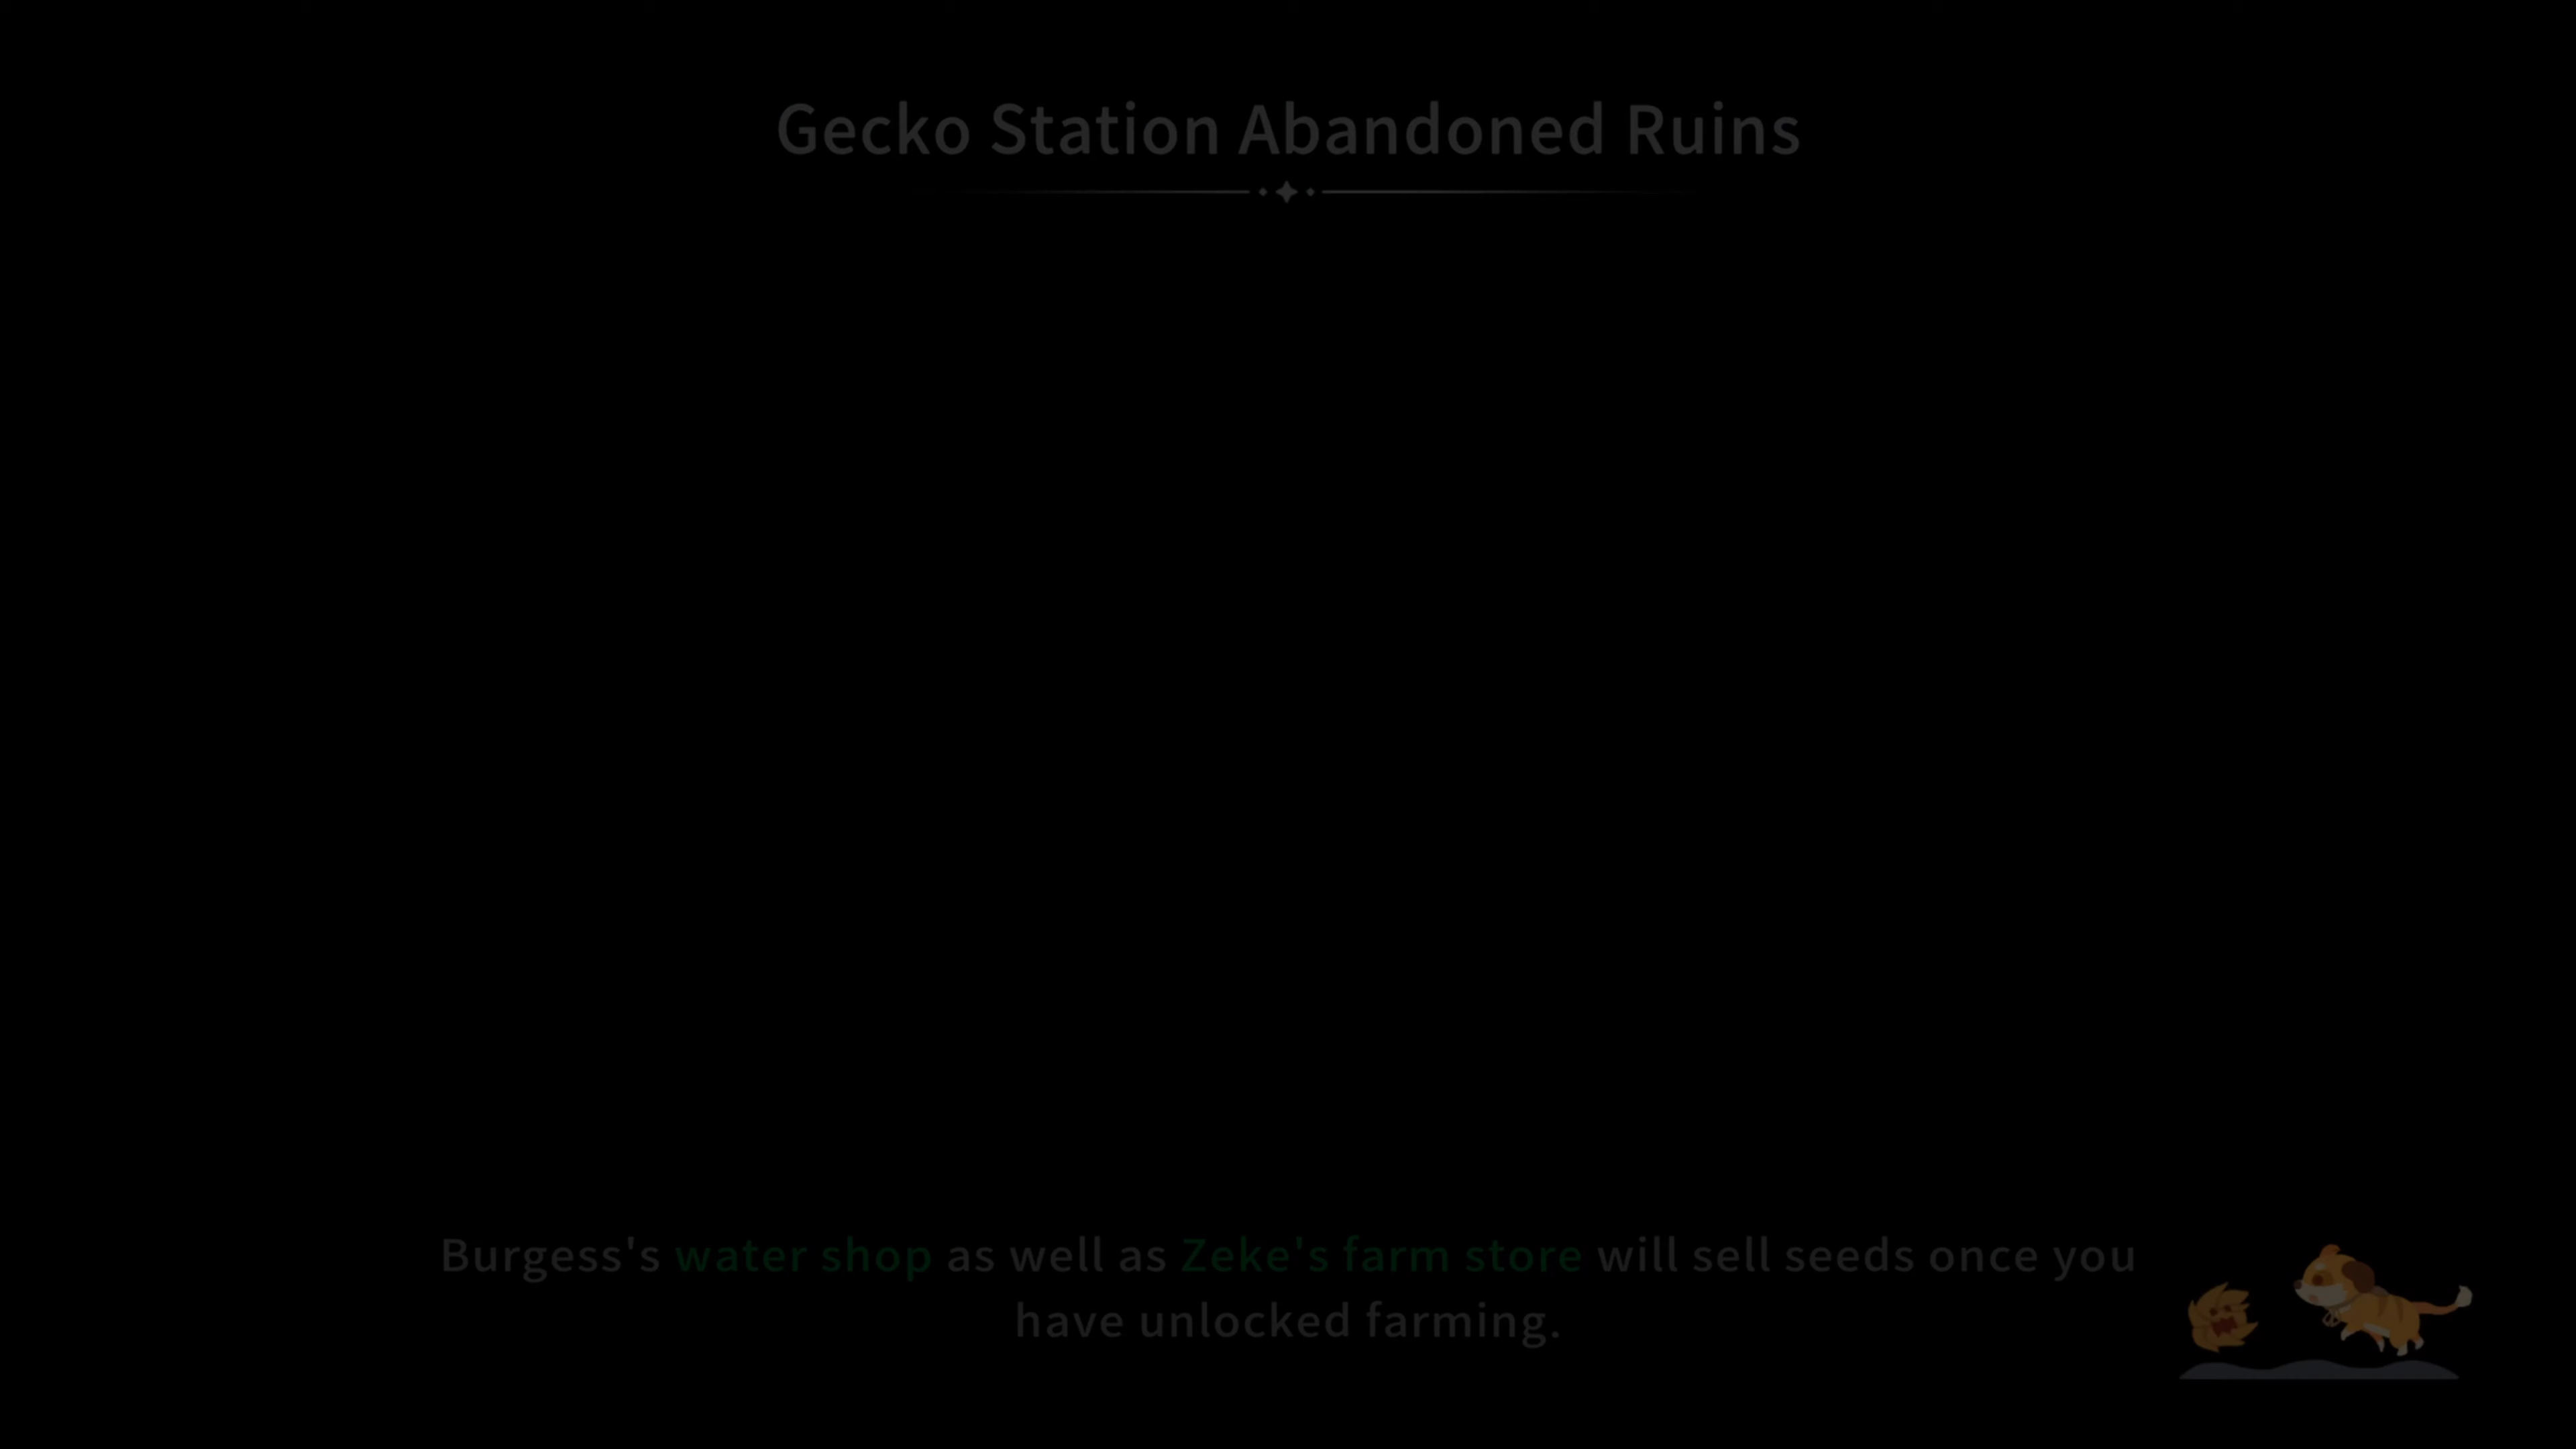 Gecko Station Abandoned Ruins
Burgess's water shop as well as Zeke's farm store will sell seeds once you
have unlocked farming.